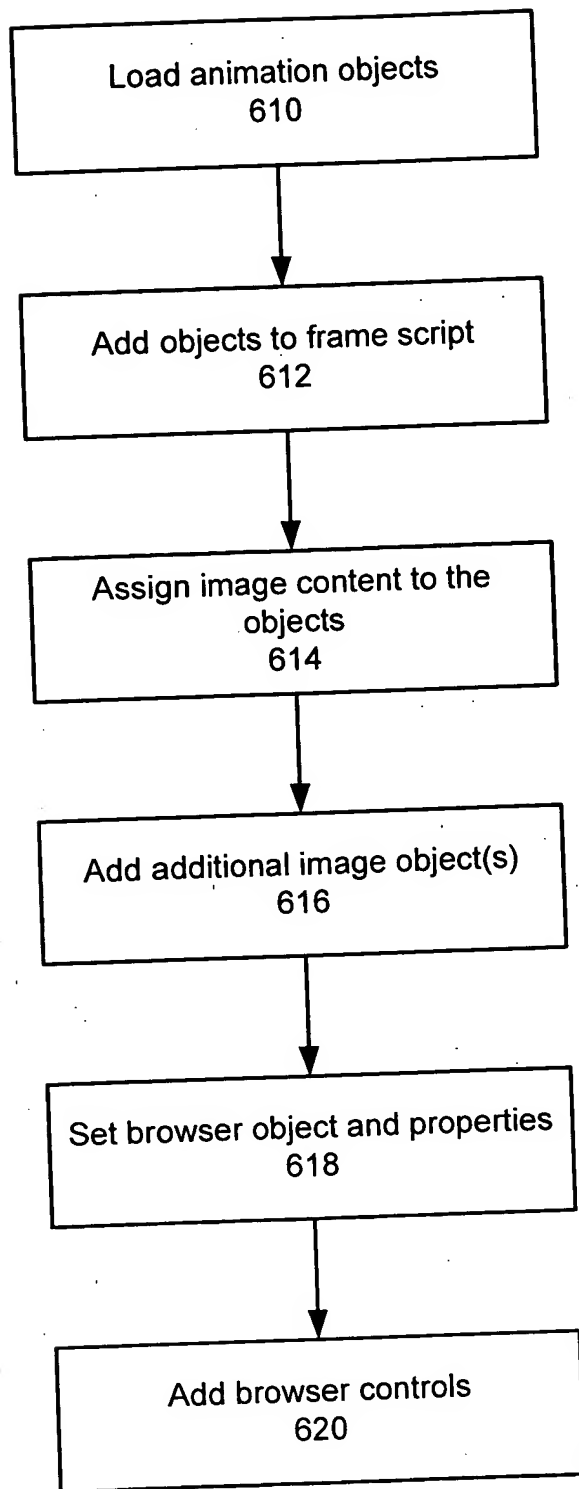 Load animation objects
610
Add objects to frame script
612
Assign image content to the
objects
614
Add additional image object(s)
616
Set browser object and properties
618
Add browser controls
620